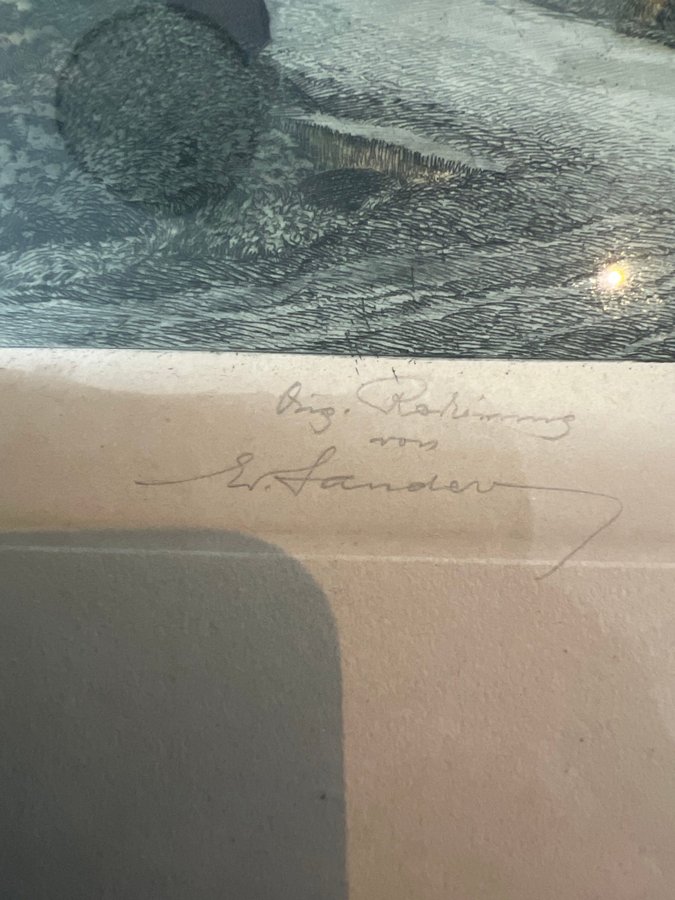 Orig. Radierung
von
W. Sander